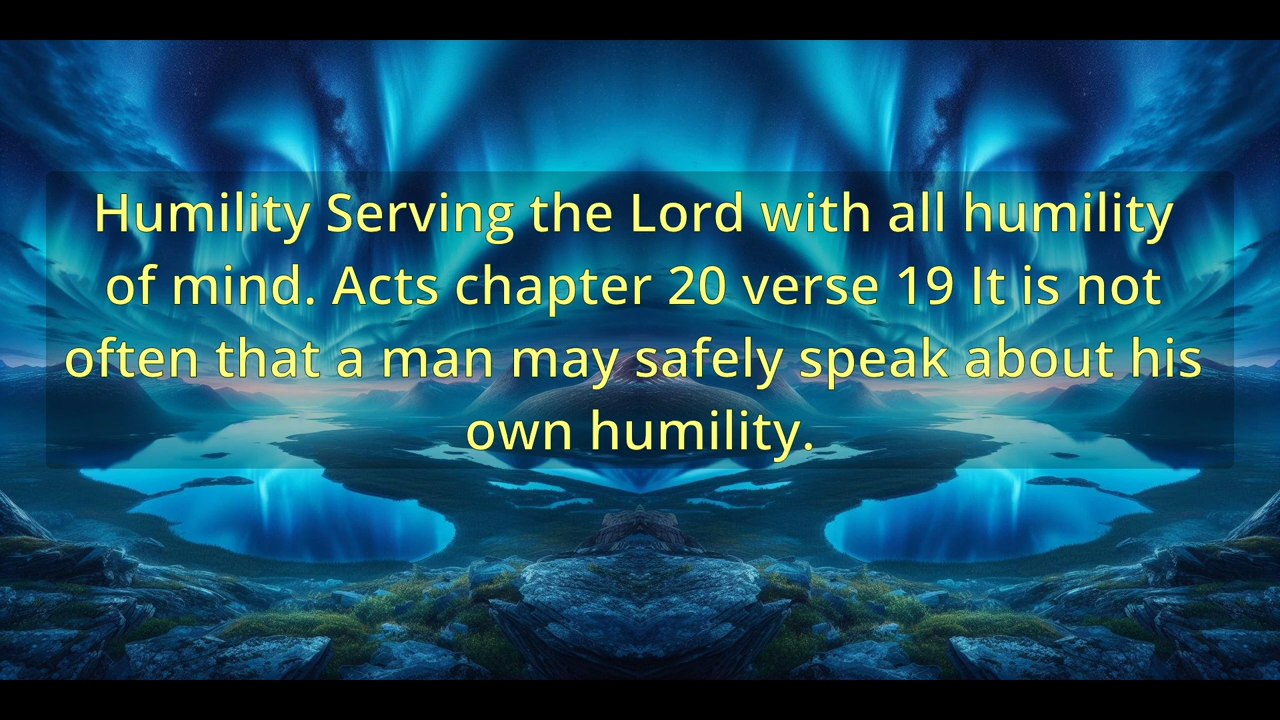 Humility Serving the Lord with all humility
of mind. Acts chapter 20 verse 19 It is not
often that a man may safely speak about his
own humility.